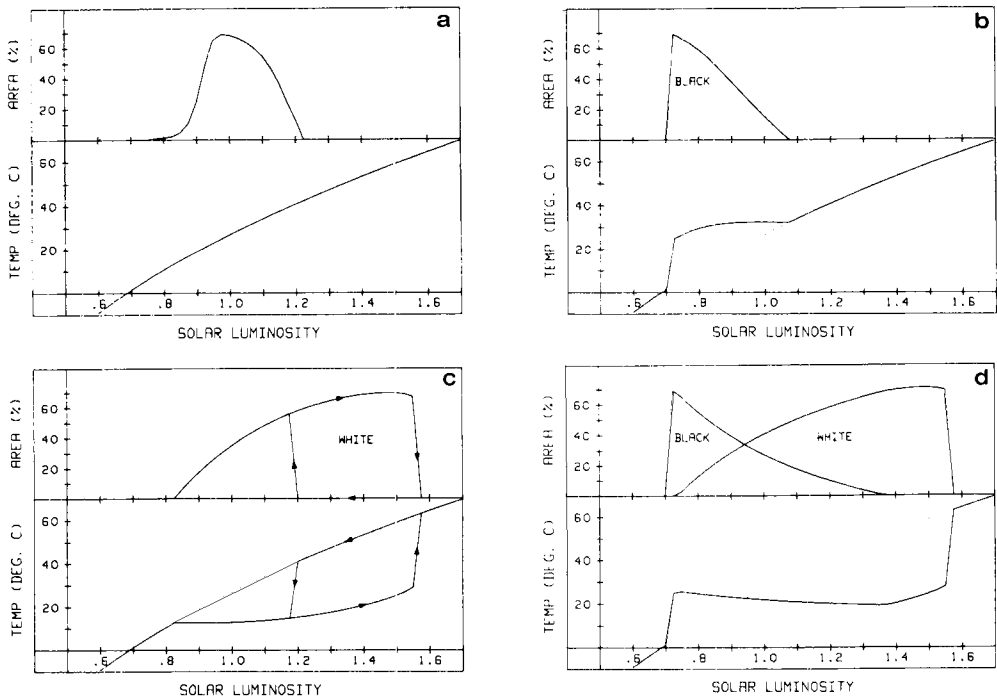 a
AREA (%)
60
40
20
TEMP (DEG. C)
60
40
20
.6 .8 1.0 1.2 1.4 1.6
SOLAR LUMINOSITY
b
AREA (%)
60
40
20
BLACK
TEMP (DEG. C)
60
40
20
.6 .8 1.0 1.2 1.4 1.6
SOLAR LUMINOSITY
c
AREA (%)
60
40
20
WHITE
TEMP (DEG. C)
60
40
20
.6 .8 1.0 1.2 1.4 1.6
SOLAR LUMINOSITY
d
AREA (%)
60
40
20
BLACK
WHITE
TEMP (DEG. C)
60
40
20
.6 .8 1.0 1.2 1.4 1.6
SOLAR LUMINOSITY